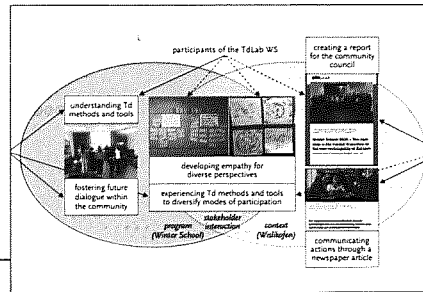 participants of the TdLab WS
creating a report
for the community
council
understanding Td
methods and tools
developing empathy for
diverse perspectives
fostering future
dialogue within
the community
experiencing Td methods and tools
to diversify modes of participation
program
(Winter School)
stakeholder
interaction
context
(Wislikofen)
communicating
actions through a
newspaper article